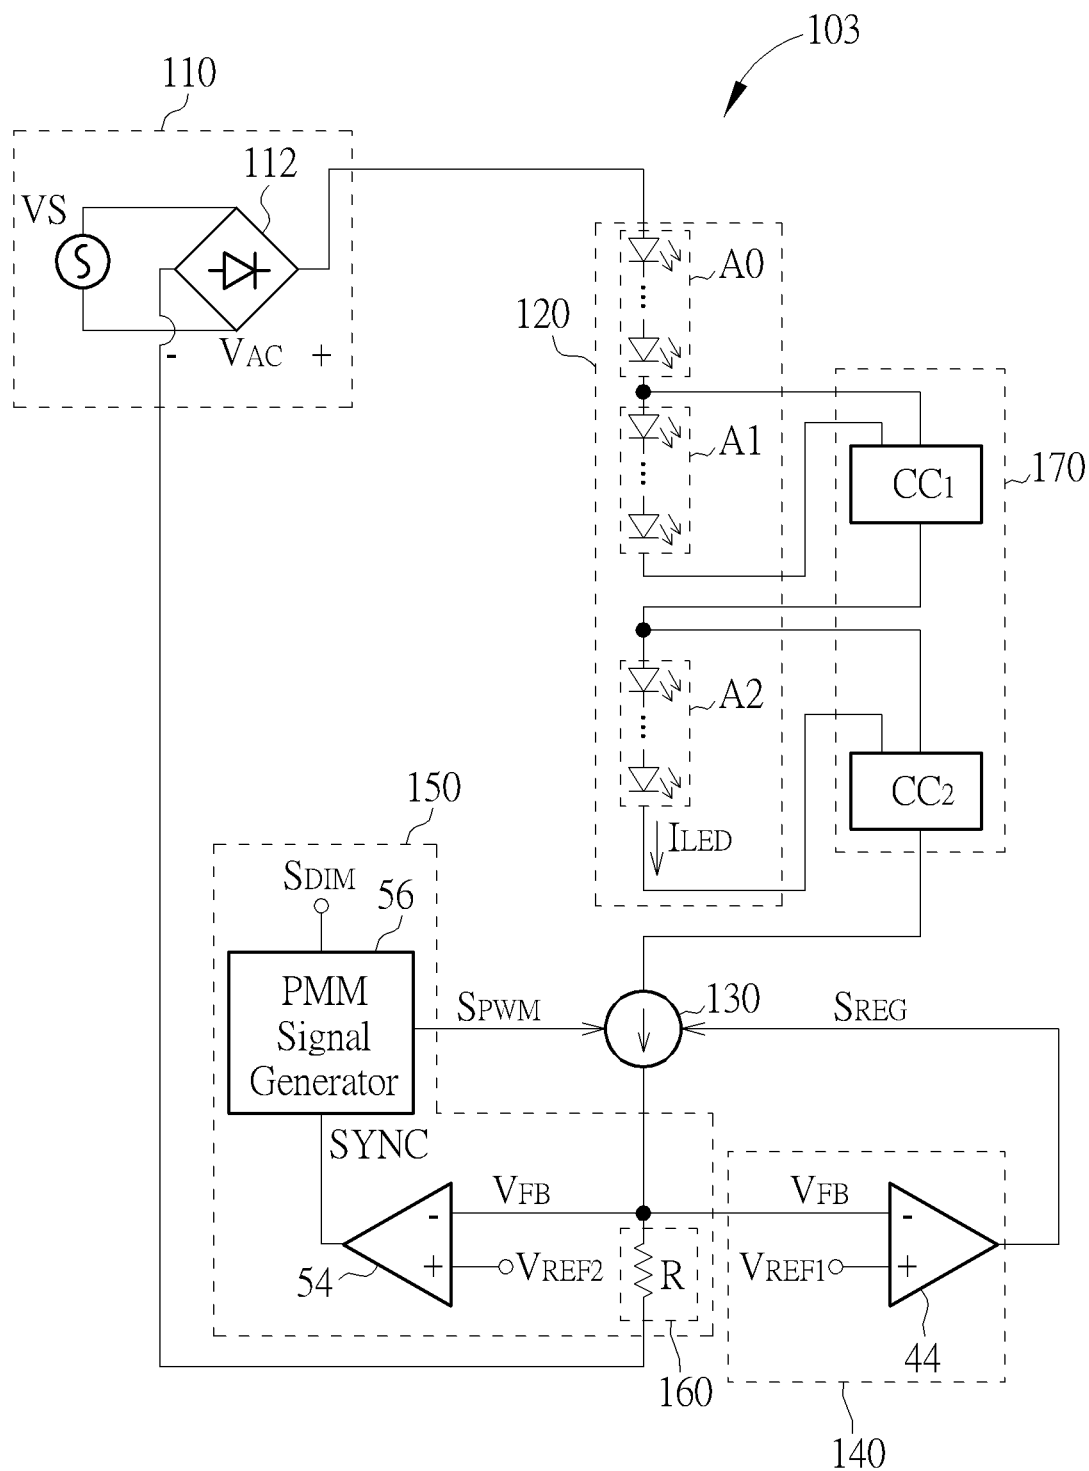 103
110
112
VS
- VAC +
A0
120
A1
CC1
170
A2
CC2
ILED
150
SDIM
56
PMM
Signal
Generator
SPWM
130
SREG
SYNC
VFB
VFB
-
-
+
VREF2
R
VREF1
+
54
44
160
140